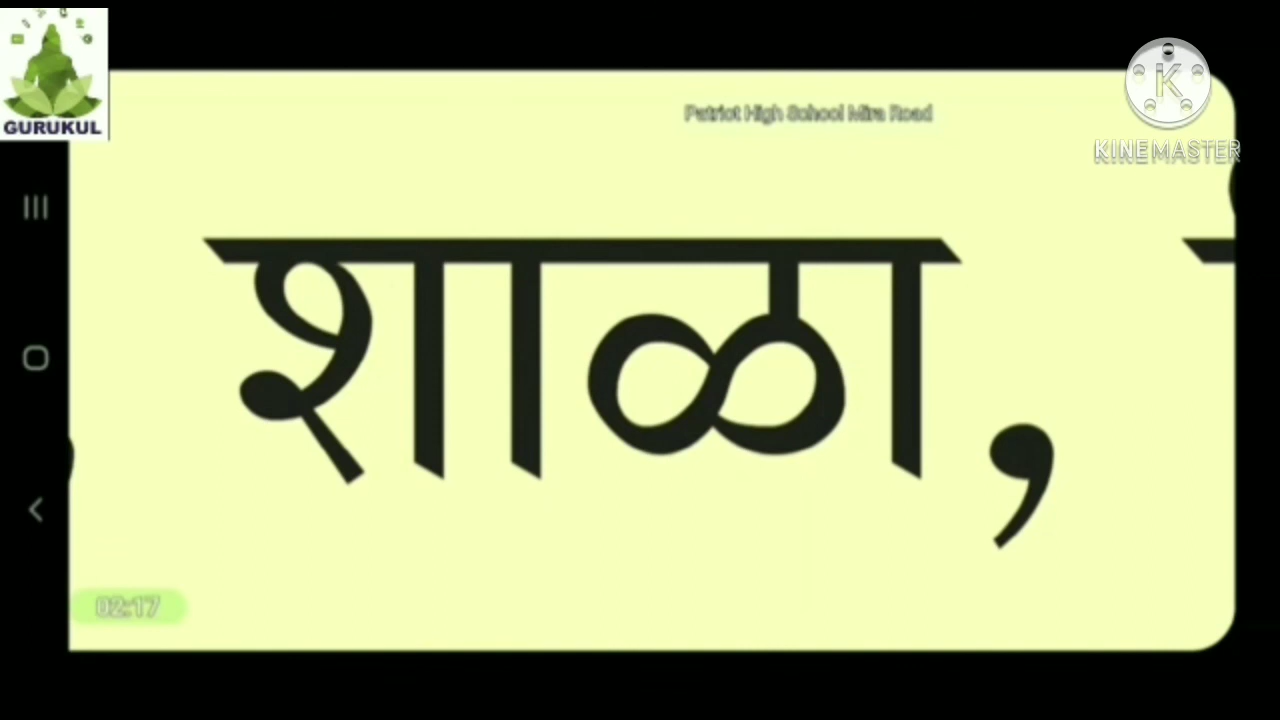 GURUKUL
Patriot High School Mira Road
KINEMASTER
शाळा,
02:17